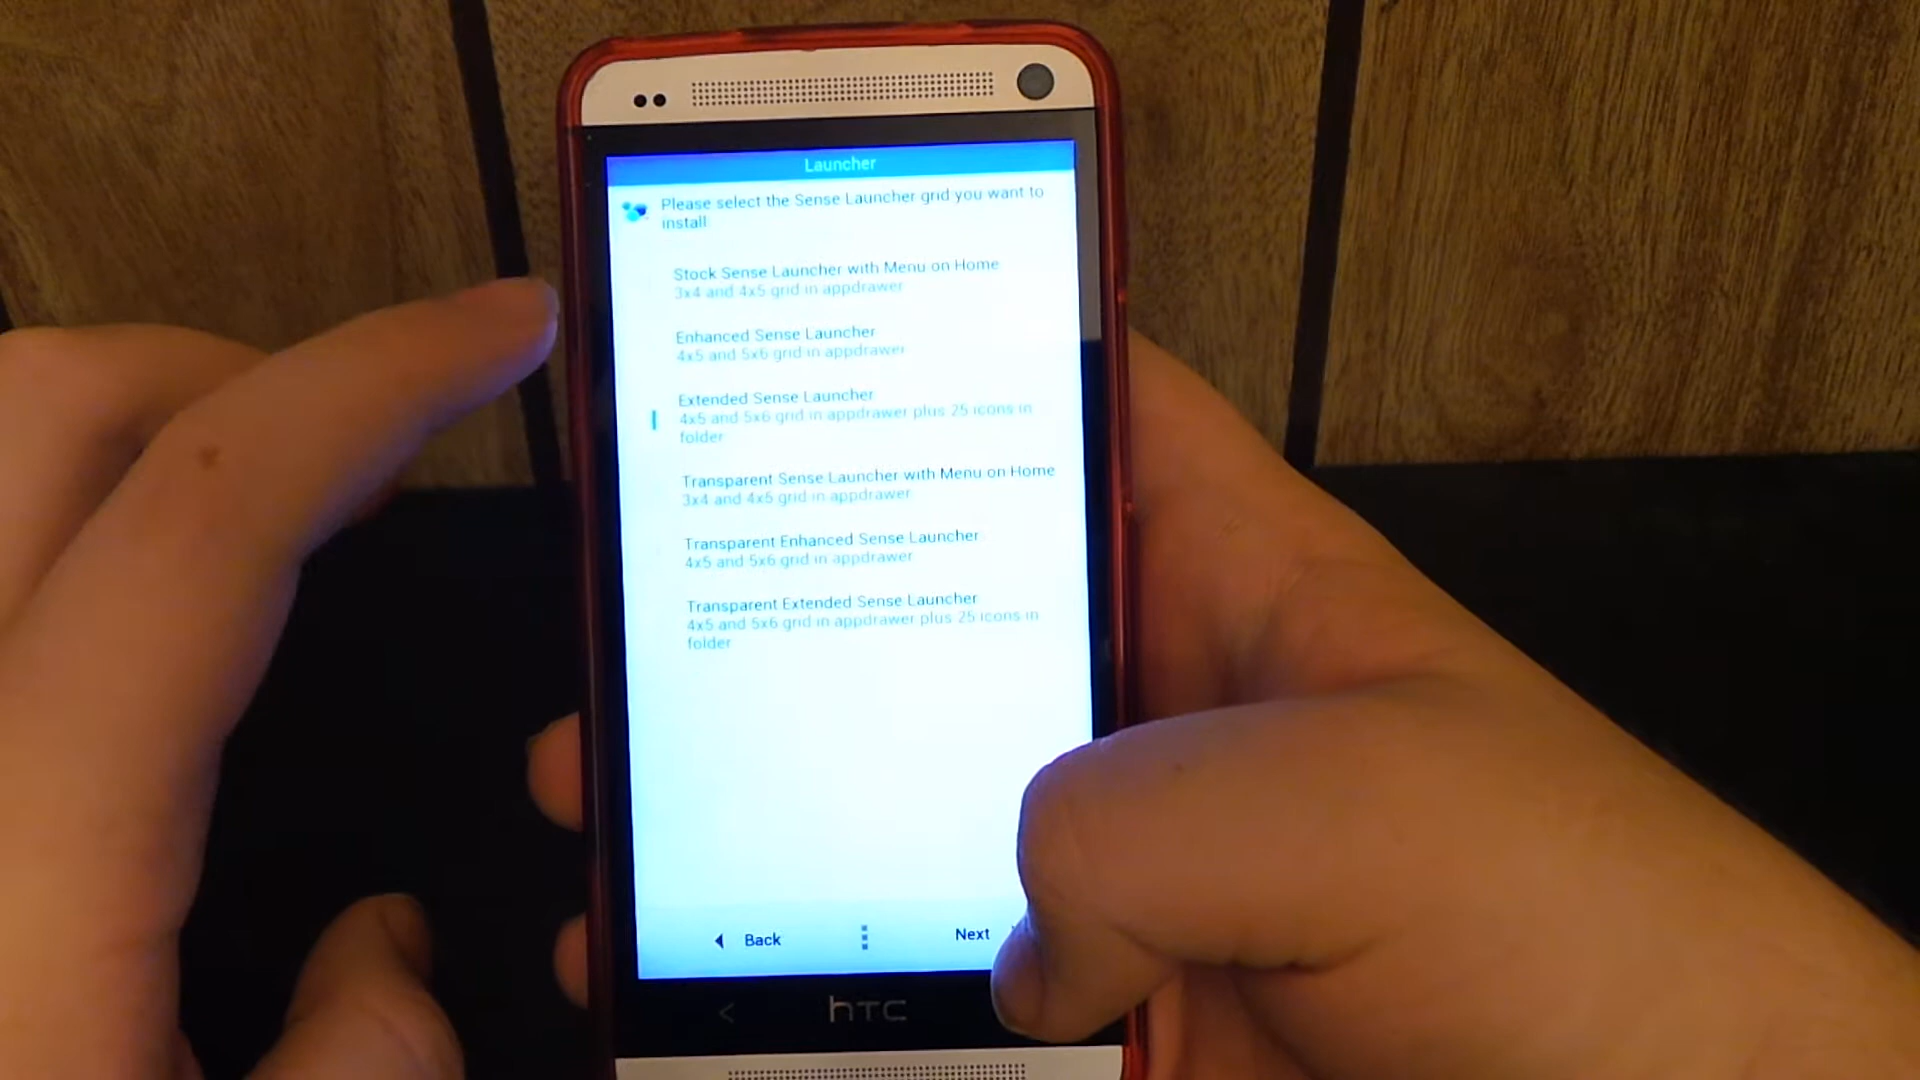 Launcher
Please select the Sense Launcher grid you want to
install
Stock Sense Launcher with Menu on Home
3x4 and 4x5 grid in appdrawer
Enhanced Sense Launcher
4x5 and 5x6 grid in appdrawer
Extended Sense Launcher
4x5 and 5x6 grid in appdrawer plus 25 icons in
folder
Transparent Sense Launcher with Menu on Home
3x4 and 4x5 grid in appdrawer
Transparent Enhanced Sense Launcher
4x5 and 5x6 grid in appdrawer
Transparent Extended Sense Launcher
4x5 and 5x6 grid in appdrawer plus 25 icons in
folder
Back Next
hTC